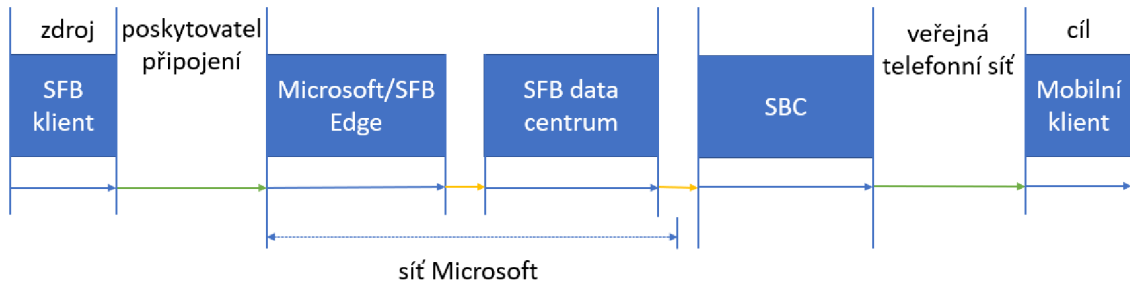 zdroj
poskytovatel
připojení
veřejná
telefonní síť
cíl
SFB
klient
Microsoft/SFB
Edge
SFB data
centrum
SBC
Mobilní
klient
síť Microsoft